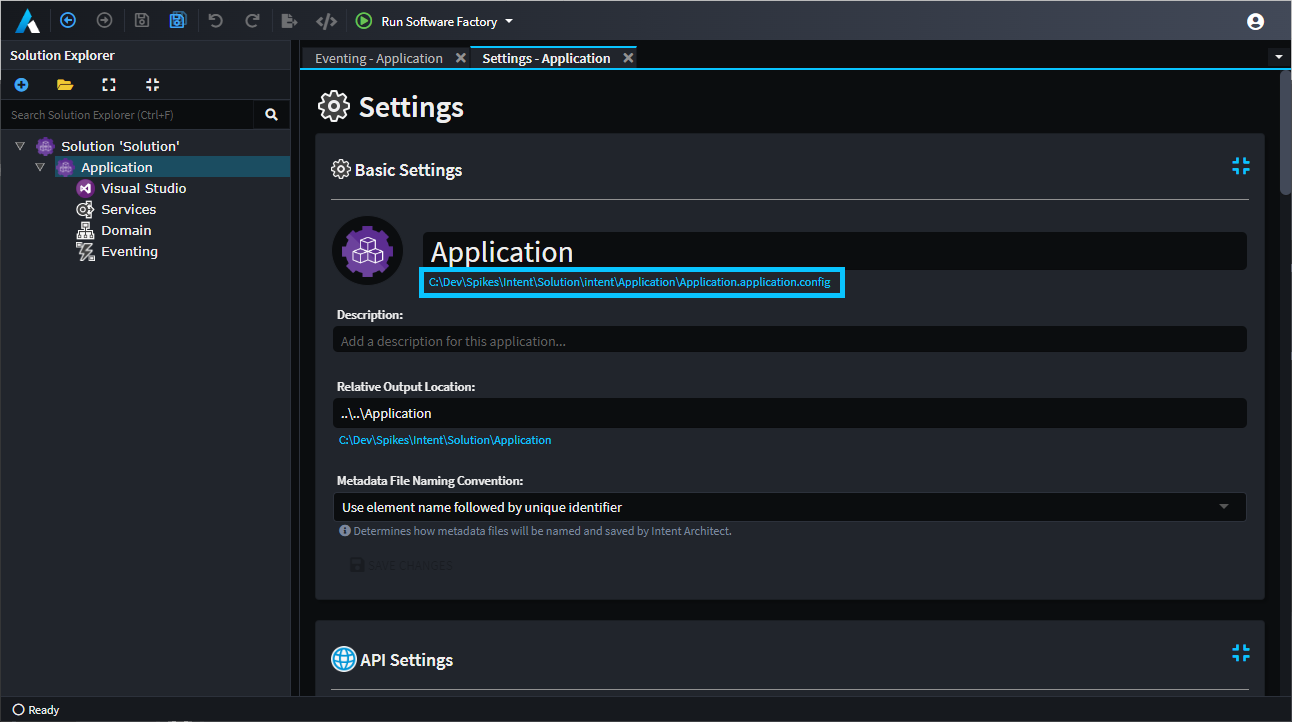 Run Software Factory
Solution Explorer
Eventing - Application
Settings - Application
Search Solution Explorer (Ctrl+F)
Solution 'Solution'
Application
Visual Studio
Services
Domain
Eventing
Settings
Basic Settings
Application
C:\Dev\Spikes\Intent\Solution\intent\Application\Application.application.config
Description:
Add a description for this application...
Relative Output Location:
..\..\Application
C:\Dev\Spikes\Intent\Solution\Application
Metadata File Naming Convention:
Use element name followed by unique identifier
Determines how metadata files will be named and saved by Intent Architect.
SAVE CHANGES
API Settings
Ready